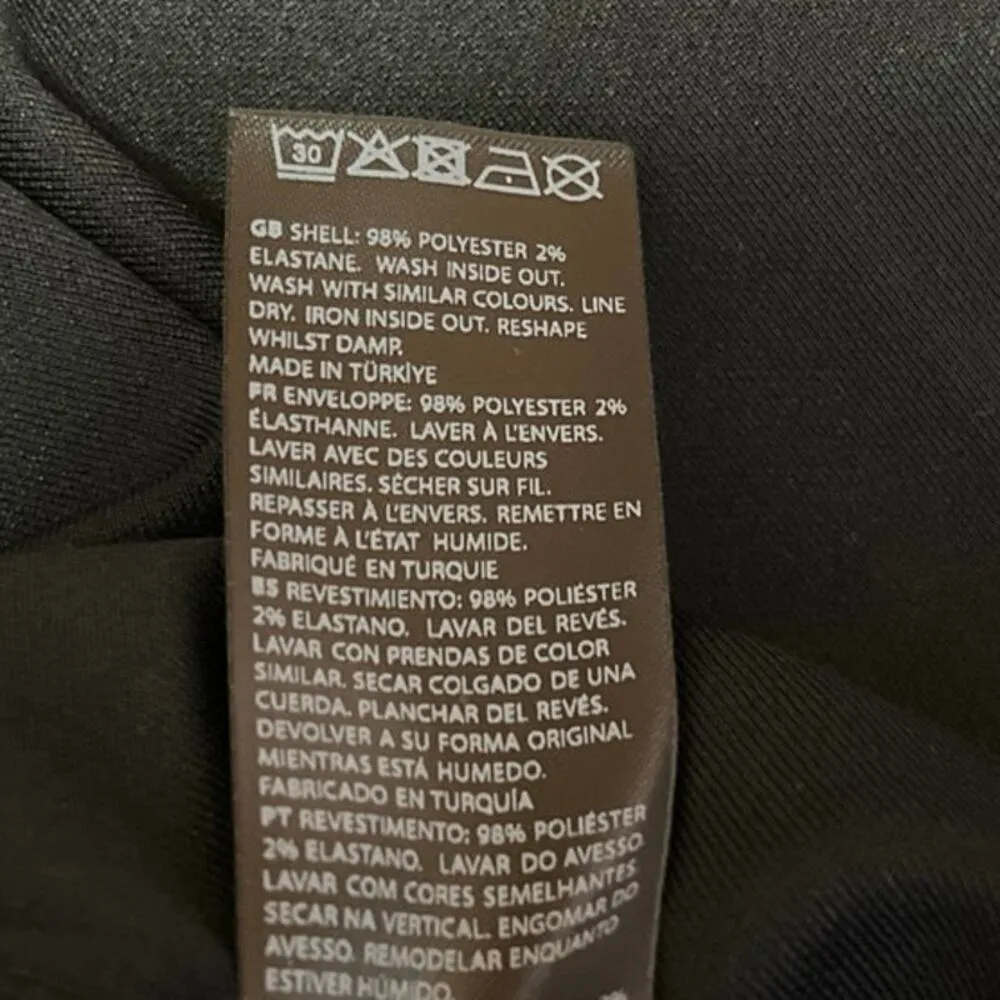 30
GB SHELL: 98% POLYESTER 2%
ELASTANE. WASH INSIDE OUT.
WASH WITH SIMILAR COLOURS. LINE
DRY. IRON INSIDE OUT. RESHAPE
WHILST DAMP.
MADE IN TÜRKİYE
FR ENVELOPPE: 98% POLYESTER 2%
ÉLASTHANNE. LAVER À L'ENVERS.
LAVER AVEC DES COULEURS
SIMILAIRES. SÉCHER SUR FIL.
REPASSER À L'ENVERS. REMETTRE EN
FORME À L'ÉTAT HUMIDE.
FABRIQUÉ EN TURQUIE
ES REVESTIMIENTO: 98% POLIÉSTER
2% ELASTANO. LAVAR DEL REVÉS.
LAVAR CON PRENDAS DE COLOR
SIMILAR. SECAR COLGADO DE UNA
CUERDA. PLANCHAR DEL REVÉS.
DEVOLVER A SU FORMA ORIGINAL
MIENTRAS ESTÁ HUMEDO.
FABRICADO EN TURQUÍA
PT REVESTIMENTO: 98% POLIÉSTER
2% ELASTANO. LAVAR DO AVESSO.
LAVAR COM CORES SEMELHANTES
SECAR NA VERTICAL. ENGOMAR DO
AVESSO. REMODELAR ENQUANTO
ESTIVER HÚMIDO.